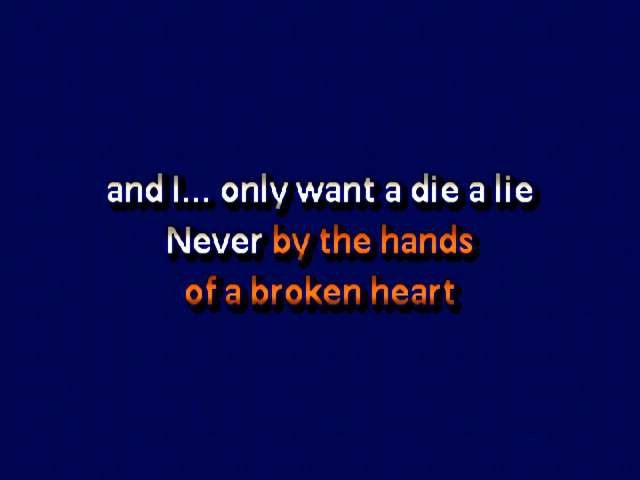 and I... only want a die a lie
Never by the hands
of a broken heart